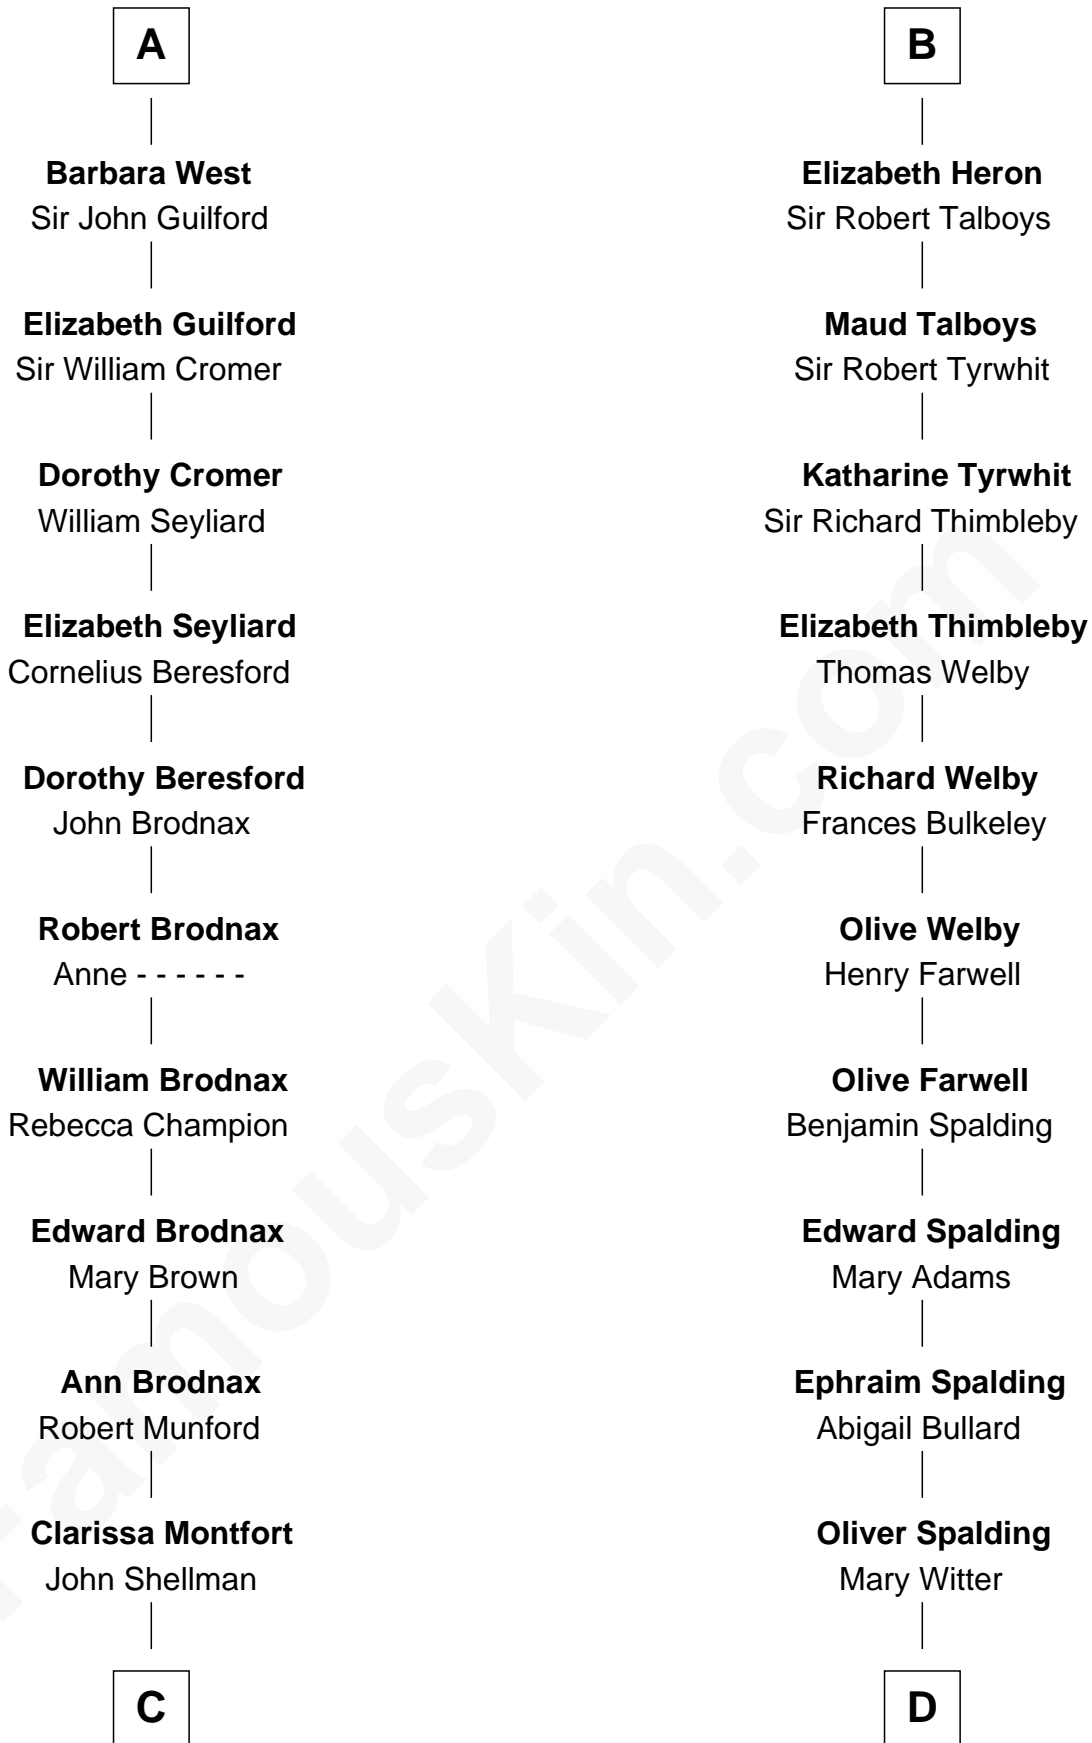 A
Barbara West
Sir John Guilford
Elizabeth Guilford
Sir William Cromer
Dorothy Cromer
William Seyliard
Elizabeth Seyliard
Cornelius Beresford
Dorothy Beresford
John Brodnax
Robert Brodnax
Anne - - - - - -
William Brodnax
Rebecca Champion
Edward Brodnax
Mary Brown
Ann Brodnax
Robert Munford
Clarissa Montfort
John Shellman
C
B
Elizabeth Heron
Sir Robert Talboys
Maud Talboys
Sir Robert Tyrwhit
Katharine Tyrwhit
Sir Richard Thimbleby
Elizabeth Thimbleby
Thomas Welby
Richard Welby
Frances Bulkeley
Olive Welby
Henry Farwell
Olive Farwell
Benjamin Spalding
Edward Spalding
Mary Adams
Ephraim Spalding
Abigail Bullard
Oliver Spalding
Mary Witter
D
FamousKin.com